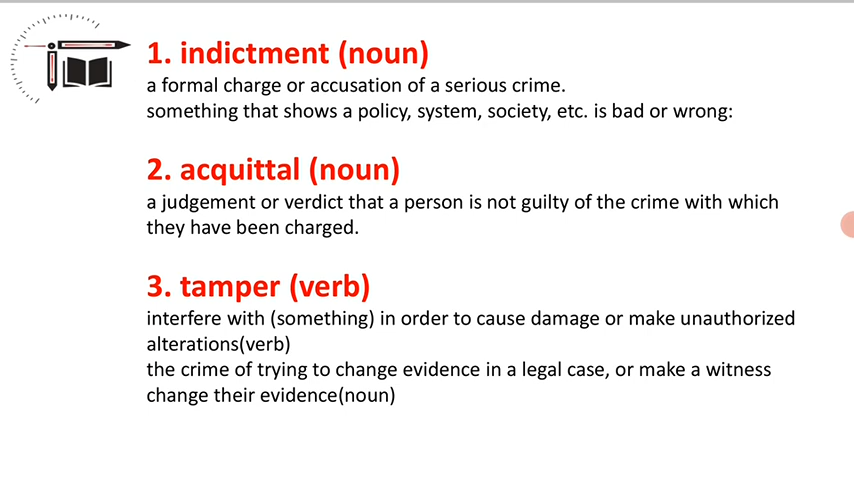 1. indictment (noun)
a formal charge or accusation of a serious crime.
something that shows a policy, system, society, etc. is bad or wrong:
2. acquittal (noun)
a judgement or verdict that a person is not guilty of the crime with which
they have been charged.
3. tamper (verb)
interfere with (something) in order to cause damage or make unauthorized
alterations(verb)
the crime of trying to change evidence in a legal case, or make a witness
change their evidence(noun)